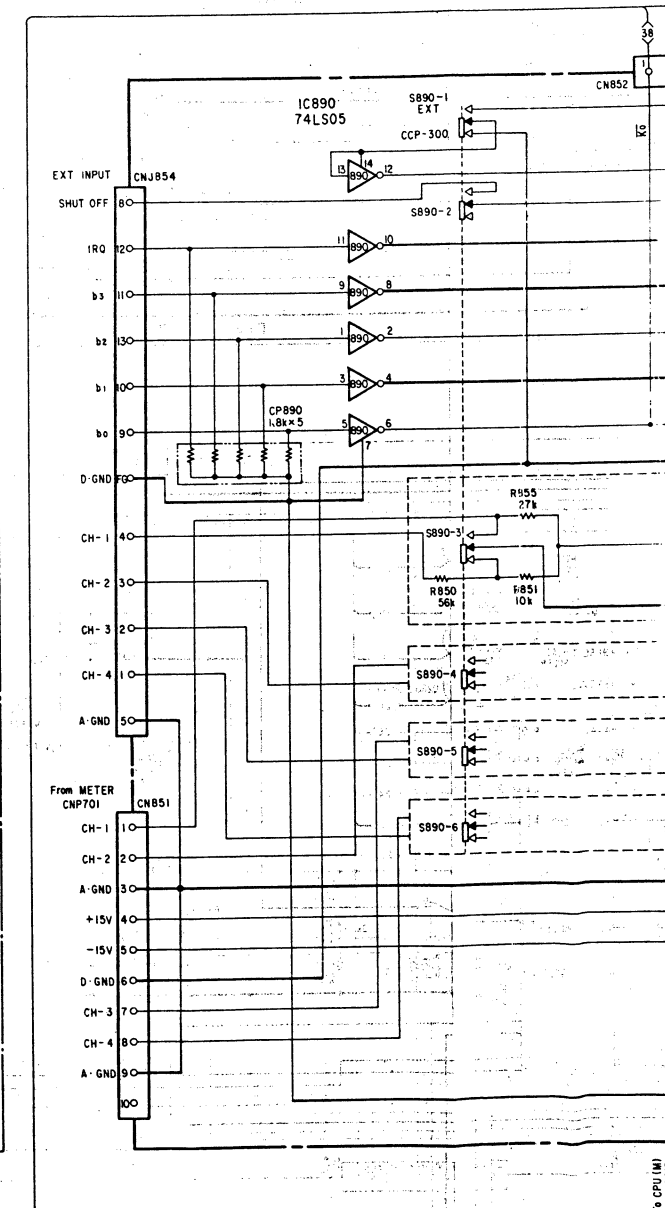 38
1
CN852
K0
IC890
74LS05
S890-1
EXT
CCP-300
14
13 890 12
EXT INPUT
CNJ854
SHUT OFF 8
S890-2
IRQ 12
11 890 10
b3 11
9 890 8
b2 13
1 890 2
b1 10
3 890 4
CP890
1.8k×5
b0 9
5 890 6
7
D·GND FG
R855
27k
CH-1 4
S890-3
CH-2 3
R850
56k
R851
10k
CH-3 2
CH-4 1
S890-4
A·GND 5
S890-5
From METER
CNP701
CN851
CH-1 1
S890-6
CH-2 2
A·GND 3
+15V 4
-15V 5
D·GND 6
CH-3 7
CH-4 8
A·GND 9
10
To CPU (M)